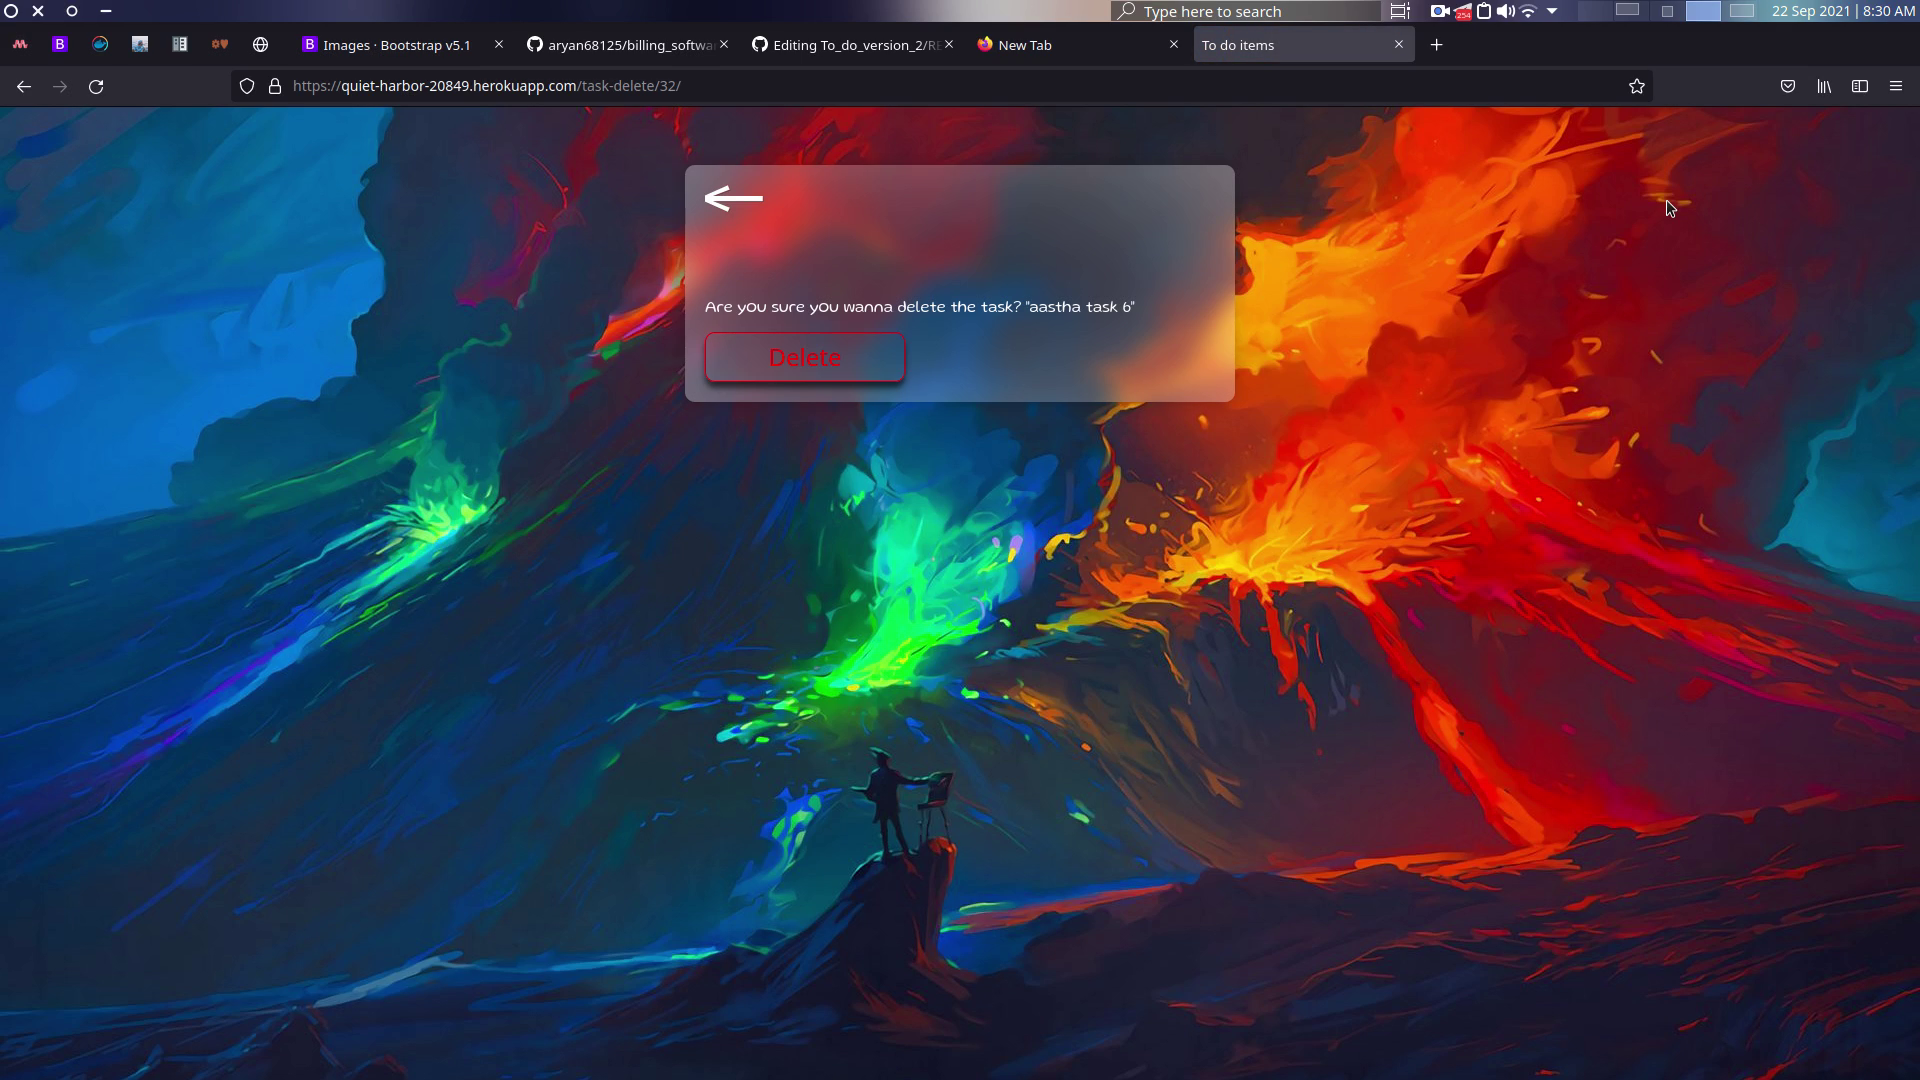 Type here to search
254
22 Sep 2021 | 8:30 AM
B
B
Images · Bootstrap v5.1
aryan68125/billing_softwa
Editing To_do_version_2/RE
New Tab
To do items
https://quiet-harbor-20849.herokuapp.com/task-delete/32/
Are you sure you wanna delete the task? "aastha task 6"
Delete